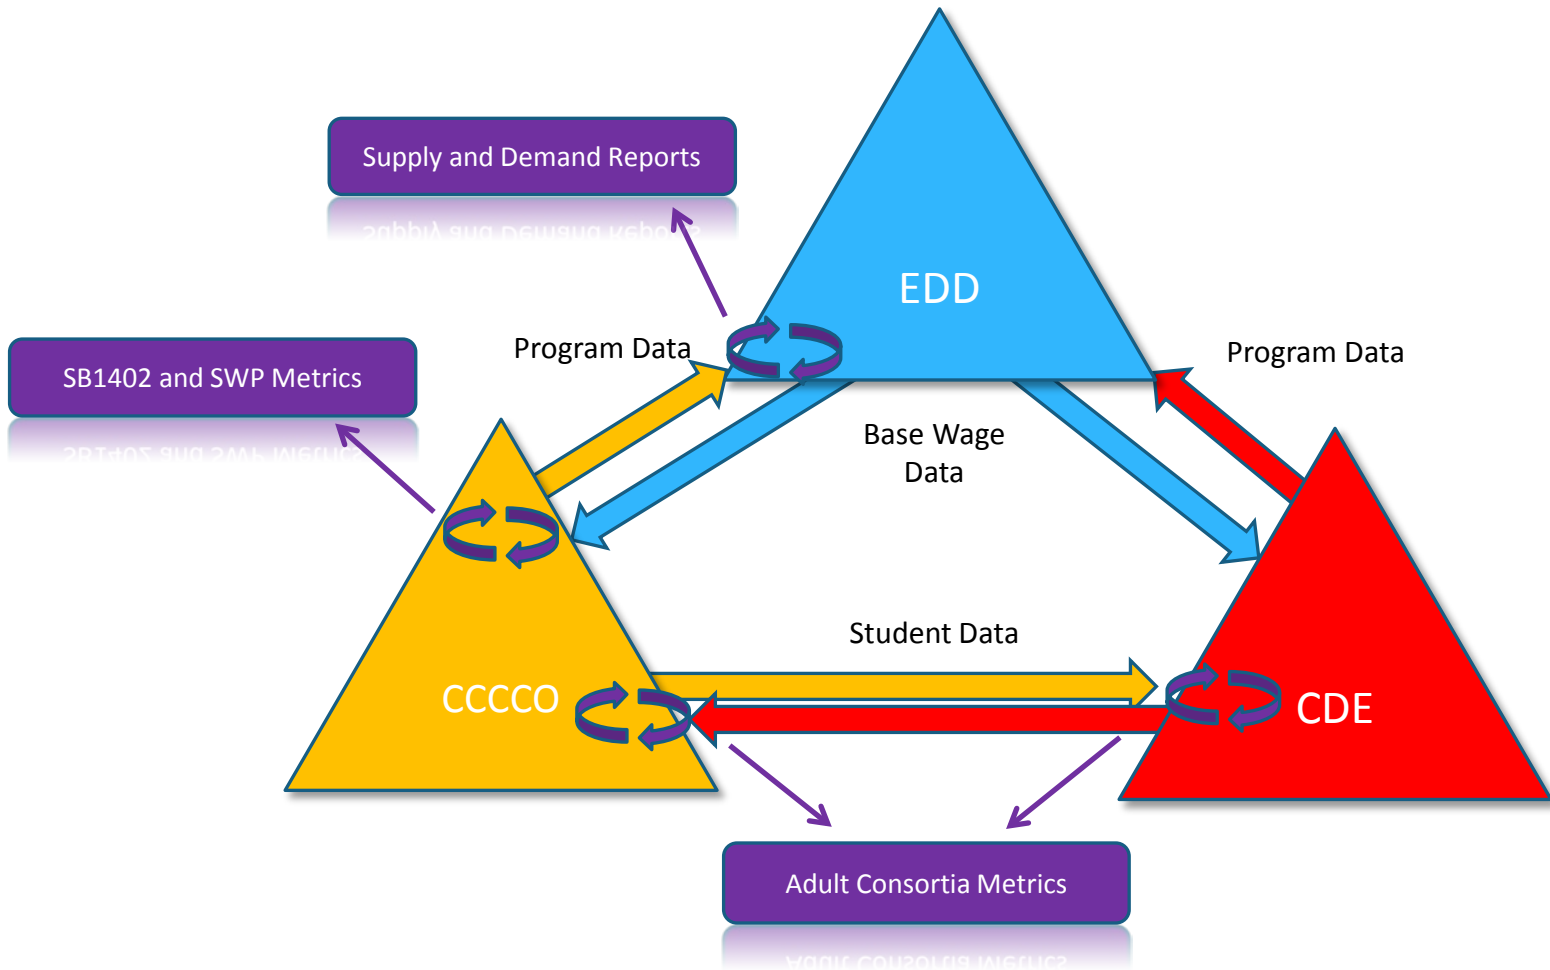 Supply and Demand Reports
EDD
Program Data
Program Data
SB1402 and SWP Metrics
Base Wage
Data
Student Data
CCCCO
CDE
Adult Consortia Metrics